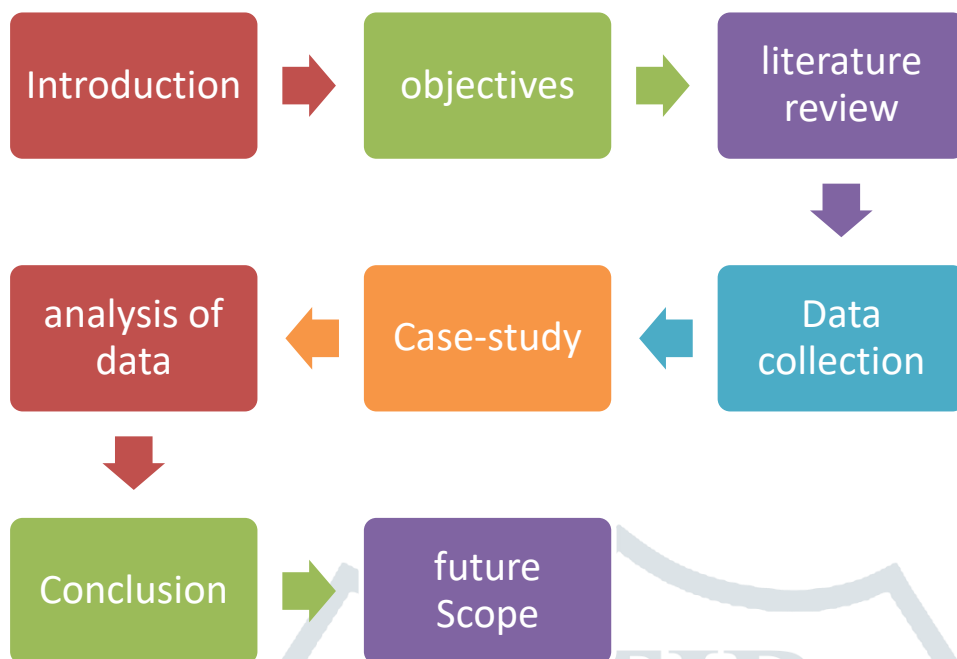 Introduction
objectives
literature
review
Data
collection
Case-study
analysis of
data
Conclusion
future
Scope